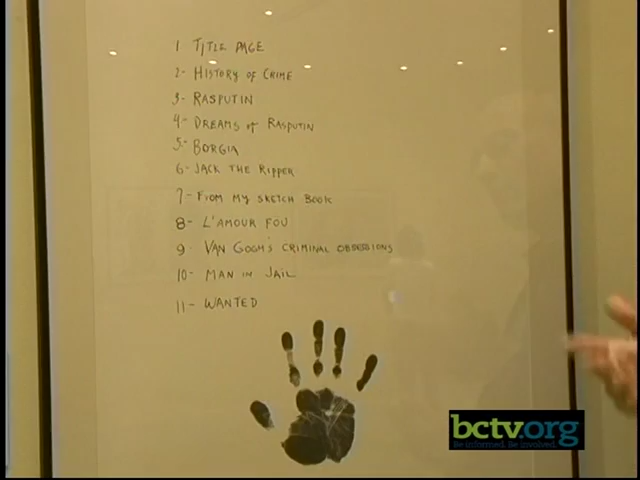 1 TITLE PAGE
2- HISTORY OF CRIME
3- RASPUTIN
4- DREAMS of RASPUTIN
5- BORGIA
6- JACK THE RIPPER
7- FROM MY SKETCH BOOK
8- L'AMOUR FOU
9 VAN GOGH'S CRIMINAL OBSESSIONS
10- MAN IN JAIL
11- WANTED
bctv.org
Be informed. Be involved.